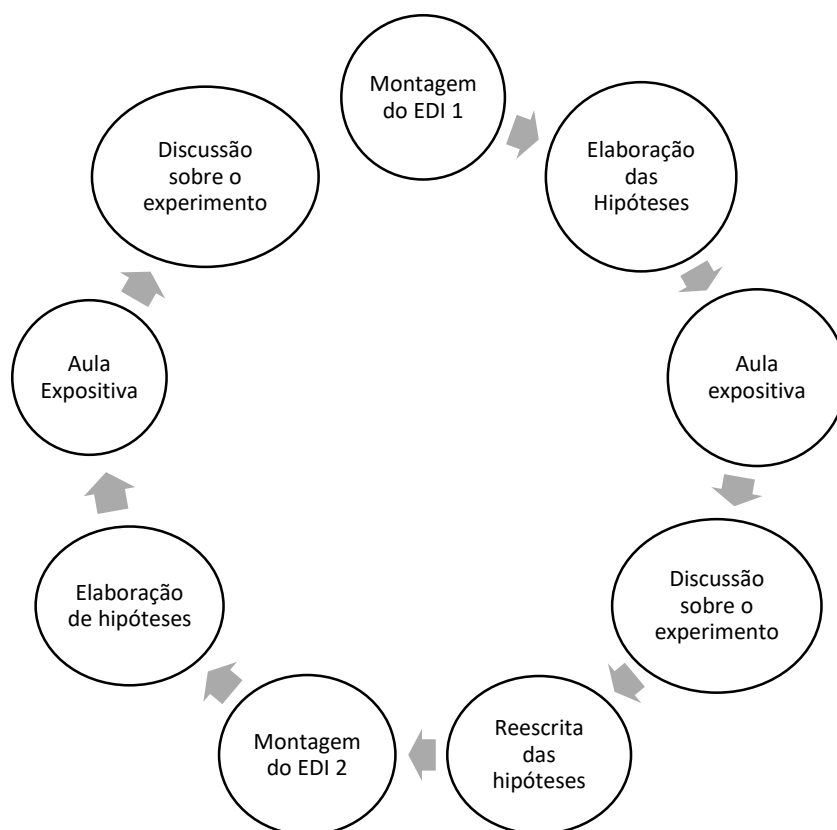 Montagem
do EDI 1
Elaboração
das
Hipóteses
Aula
expositiva
Discussão
sobre o
experimento
Reescrita
das
hipóteses
Montagem
do EDI 2
Elaboração
de hipóteses
Aula
Expositiva
Discussão
sobre o
experimento